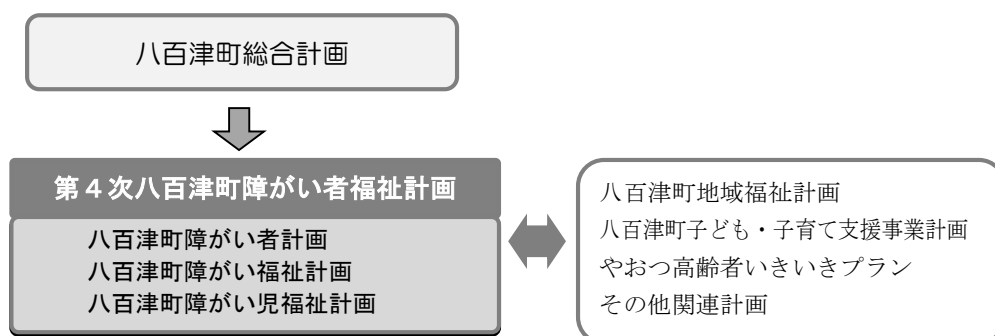 八百津町総合計画
第４次八百津町障がい者福祉計画
八百津町障がい者計画
八百津町障がい福祉計画
八百津町障がい児福祉計画
八百津町地域福祉計画
八百津町子ども・子育て支援事業計画
やおつ高齢者いきいきプラン
その他関連計画